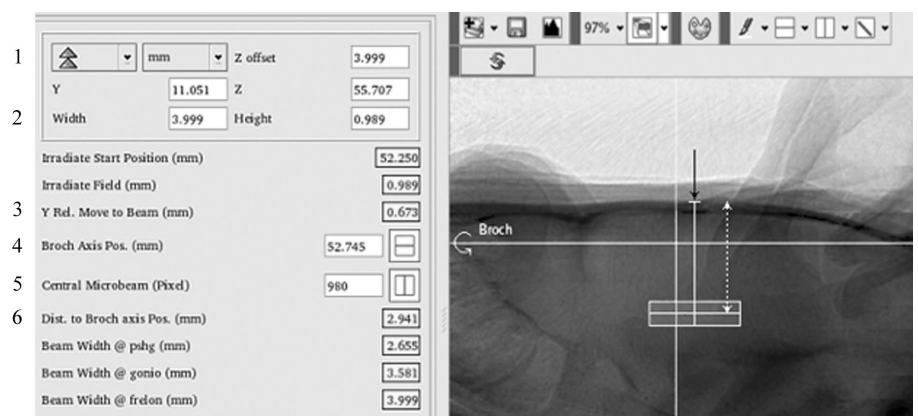 1 mm Z offset 3.999
Y 11.051 Z 55.707
2 Width 3.999 Height 0.989
Irradiate Start Position (mm) 52.250
Irradiate Field (mm) 0.989
3 Y Rel. Move to Beam (mm) 0.673
4 Broch Axis Pos. (mm) 52.745
5 Central Microbeam (Pixel) 980
6 Dist. to Broch axis Pos. (mm) 2.941
Beam Width @ pshg (mm) 2.655
Beam Width @ gonio (mm) 3.581
Beam Width @ frelon (mm) 3.999
97%
Broch